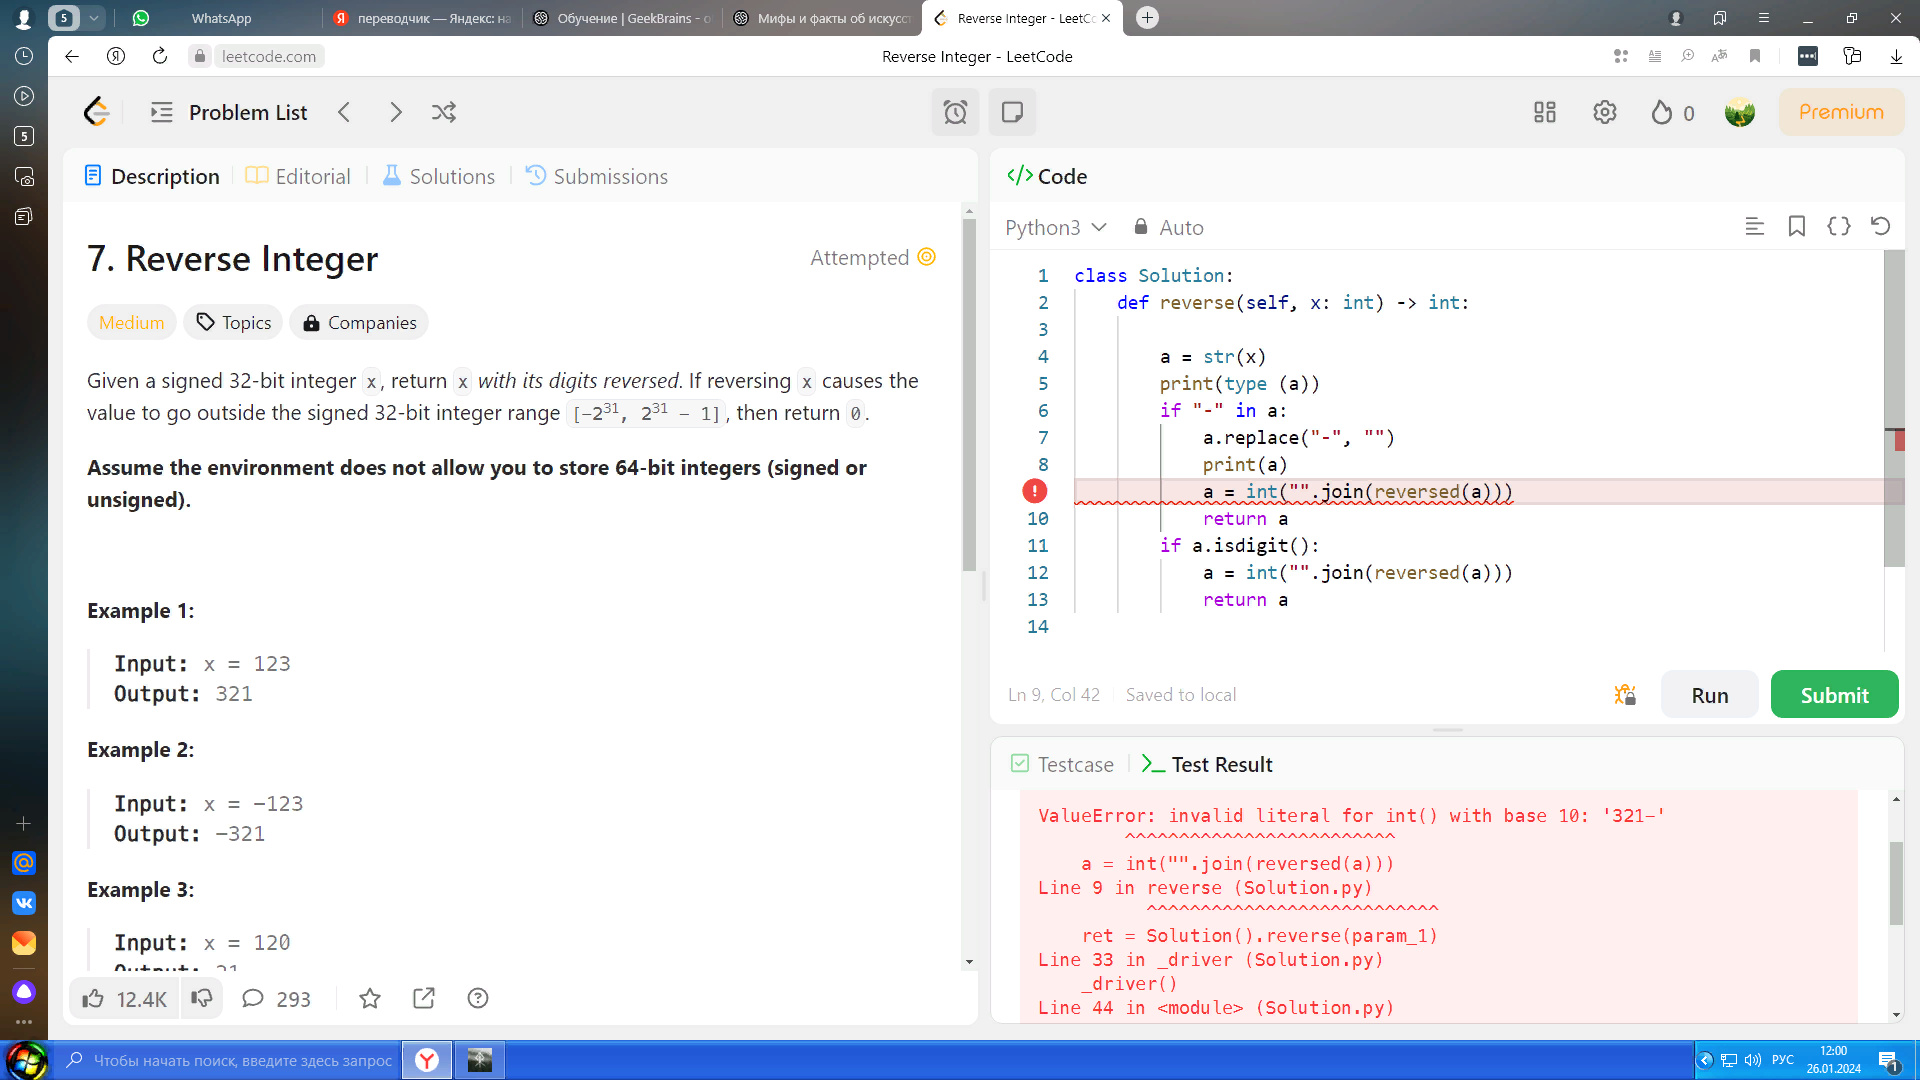 WhatsApp
переводчик — Яндекс: на
Обучение | GeekBrains - о
Мифы и факты об искусст
Reverse Integer - LeetCo
leetcode.com
Reverse Integer - LeetCode
5
Problem List
0
Premium
Description
Editorial
Solutions
Submissions
7. Reverse Integer
Attempted
Medium
Topics
Companies
Given a signed 32-bit integer x, return x with its digits reversed. If reversing x causes the
value to go outside the signed 32-bit integer range [-2³¹, 2³¹ - 1], then return 0.
Assume the environment does not allow you to store 64-bit integers (signed or
unsigned).
Example 1:
Input: x = 123
Output: 321
Example 2:
Input: x = -123
Output: -321
Example 3:
Input: x = 120
Output: 21
12.4K
293
Code
Python3
Auto
1 class Solution:
2     def reverse(self, x: int) -> int:
3
4         a = str(x)
5         print(type (a))
6         if "-" in a:
7             a.replace("-", "")
8             print(a)
            a = int("".join(reversed(a)))
10             return a
11         if a.isdigit():
12             a = int("".join(reversed(a)))
13             return a
14
Ln 9, Col 42
Saved to local
Run
Submit
Testcase
Test Result
ValueError: invalid literal for int() with base 10: '321-'
        ^^^^^^^^^^^^^^^^^^^^^^^^^
    a = int("".join(reversed(a)))
Line 9 in reverse (Solution.py)
          ^^^^^^^^^^^^^^^^^^^^^^^^^^^
    ret = Solution().reverse(param_1)
Line 33 in _driver (Solution.py)
    _driver()
Line 44 in <module> (Solution.py)
Чтобы начать поиск, введите здесь запрос
РУС
12:00
26.01.2024
1